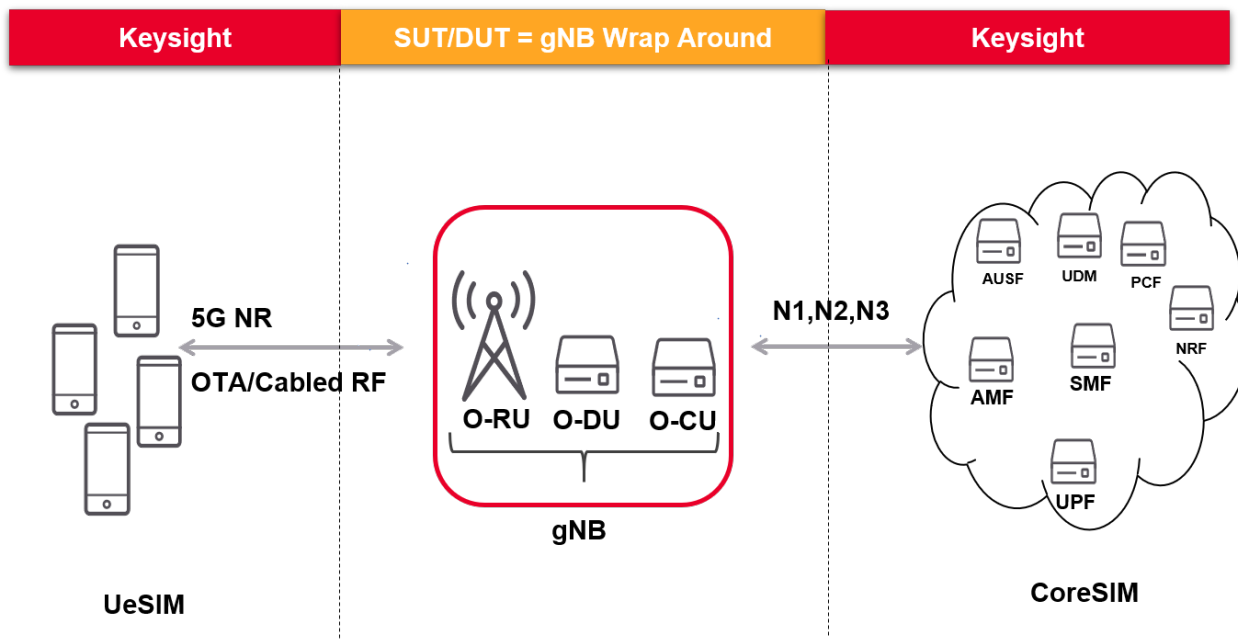 Keysight
SUT/DUT = gNB Wrap Around
Keysight
5G NR
OTA/Cabled RF
O-RU
O-DU
O-CU
gNB
N1,N2,N3
AUSF
UDM
PCF
NRF
AMF
SMF
UPF
UeSIM
CoreSIM